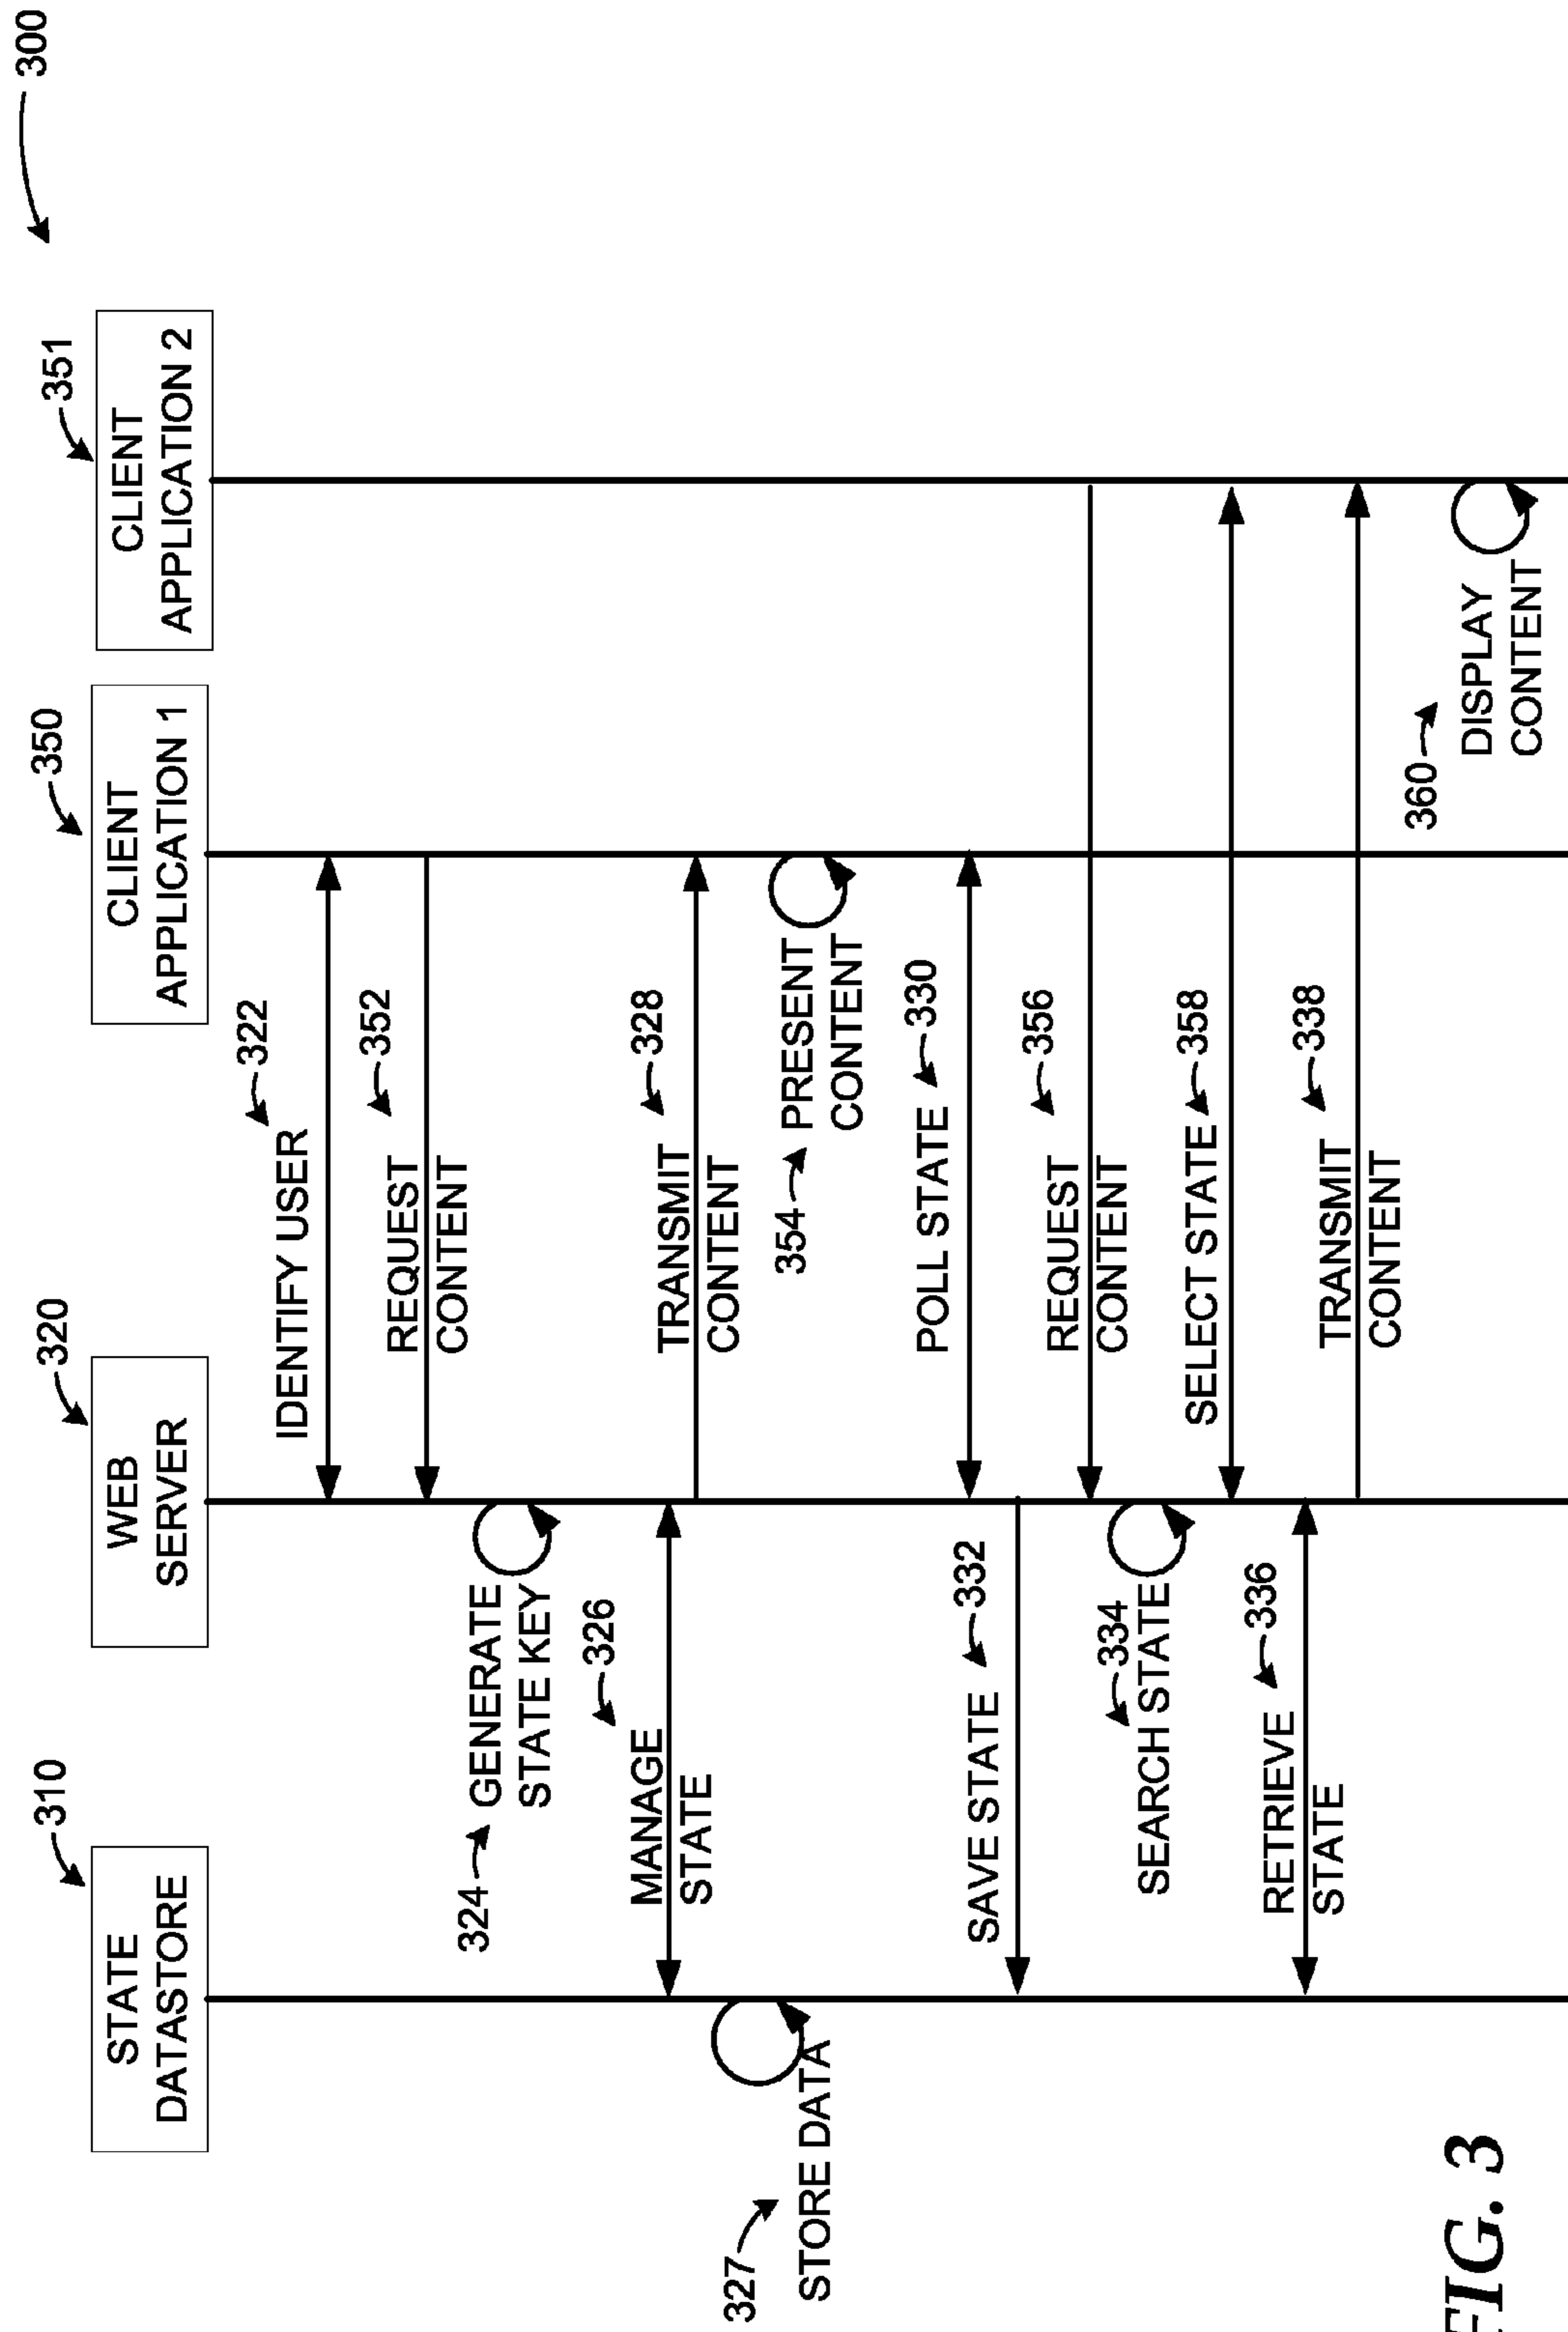 300
310
STATE
DATASTORE
320
WEB
SERVER
350
CLIENT
APPLICATION 1
351
CLIENT
APPLICATION 2
322
IDENTIFY USER
352
REQUEST
CONTENT
324
GENERATE
STATE KEY
326
MANAGE
STATE
328
TRANSMIT
CONTENT
327
STORE DATA
354
PRESENT
CONTENT
330
POLL STATE
332
SAVE STATE
356
REQUEST
CONTENT
334
SEARCH STATE
358
SELECT STATE
336
RETRIEVE
STATE
338
TRANSMIT
CONTENT
360
DISPLAY
CONTENT
FIG. 3